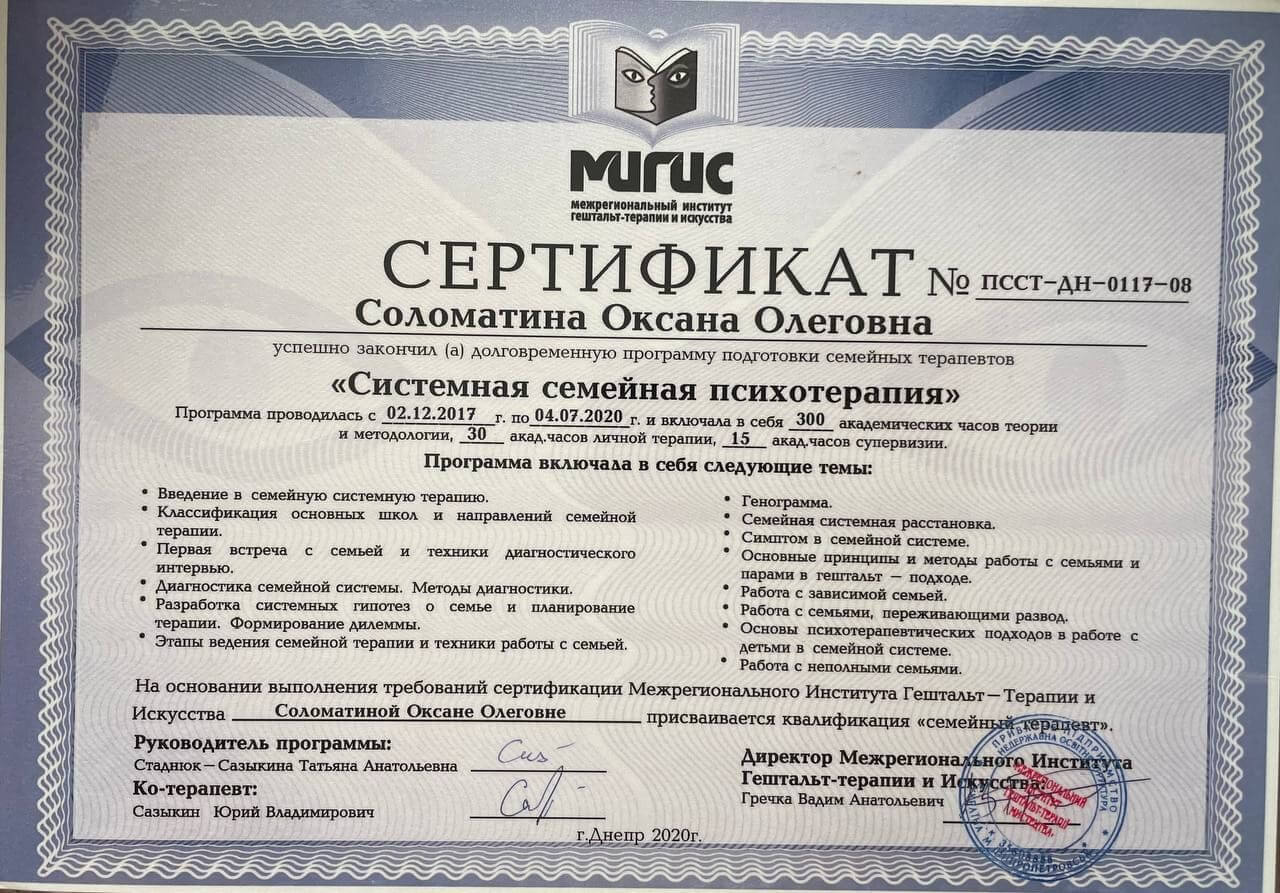 МИГИС
межрегиональный институт
гештальт-терапии и искусства
СЕРТИФИКАТ № ПССТ-ДН-0117-08
Соломатина Оксана Олеговна
успешно закончил (а) долговременную программу подготовки семейных терапевтов
«Системная семейная психотерапия»
Программа проводилась с 02.12.2017 г. по 04.07.2020 г. и включала в себя 300 академических часов теории
и методологии, 30 акад.часов личной терапии, 15 акад.часов супервизии.
Программа включала в себя следующие темы:
• Введение в семейную системную терапию.
• Классификация основных школ и направлений семейной
терапии.
• Первая встреча с семьей и техники диагностического
интервью.
• Диагностика семейной системы. Методы диагностики.
• Разработка системных гипотез о семье и планирование
терапии. Формирование дилеммы.
• Этапы ведения семейной терапии и техники работы с семьей.
• Генограмма.
• Семейная системная расстановка.
• Симптом в семейной системе.
• Основные принципы и методы работы с семьями и
парами в гештальт – подходе.
• Работа с зависимой семьей.
• Работа с семьями, переживающими развод.
• Основы психотерапевтических подходов в работе с
детьми в семейной системе.
• Работа с неполными семьями.
На основании выполнения требований сертификации Межрегионального Института Гештальт–Терапии и
Искусства Соломатиной Оксане Олеговне присваивается квалификация «семейный терапевт».
Руководитель программы:
Стаднюк–Сазыкина Татьяна Анатольевна
Ко-терапевт:
Сазыкин Юрий Владимирович
Директор Межрегионального Института
Гештальт-терапии и Искусства:
Гречка Вадим Анатольевич
г.Днепр 2020г.